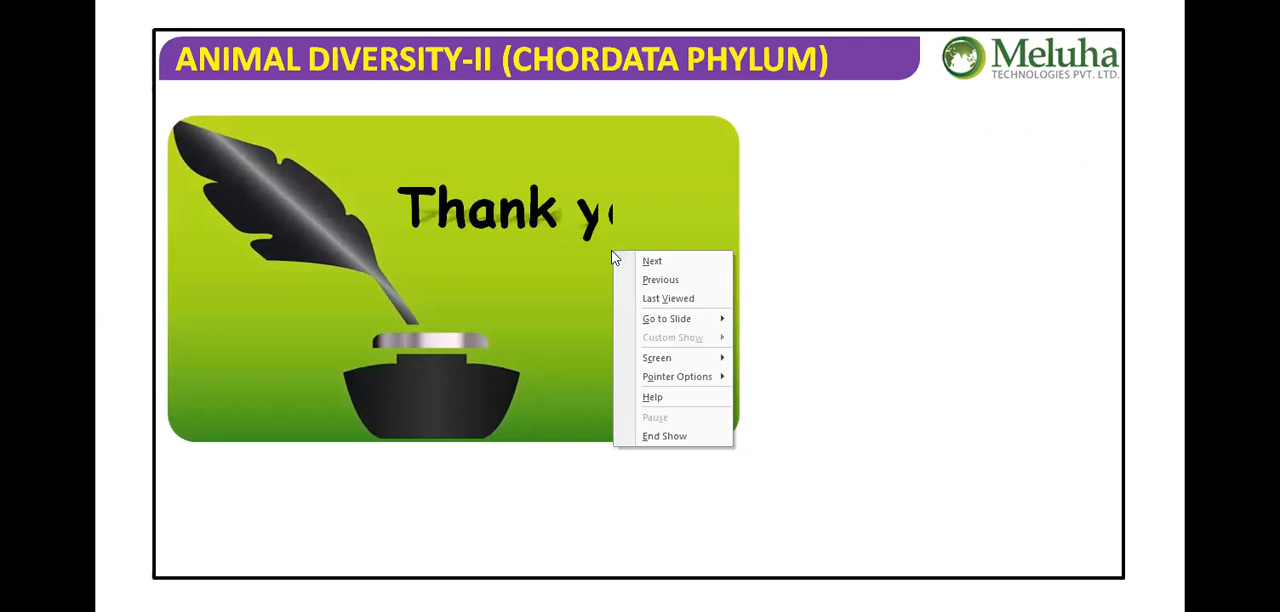 ANIMAL DIVERSITY-II (CHORDATA PHYLUM)
Meluha
TECHNOLOGIES PVT. LTD.
Thank
Next
Previous
Last Viewed
Go to Slide
Custom Show
Screen
Pointer Options
Help
Pause
End Show